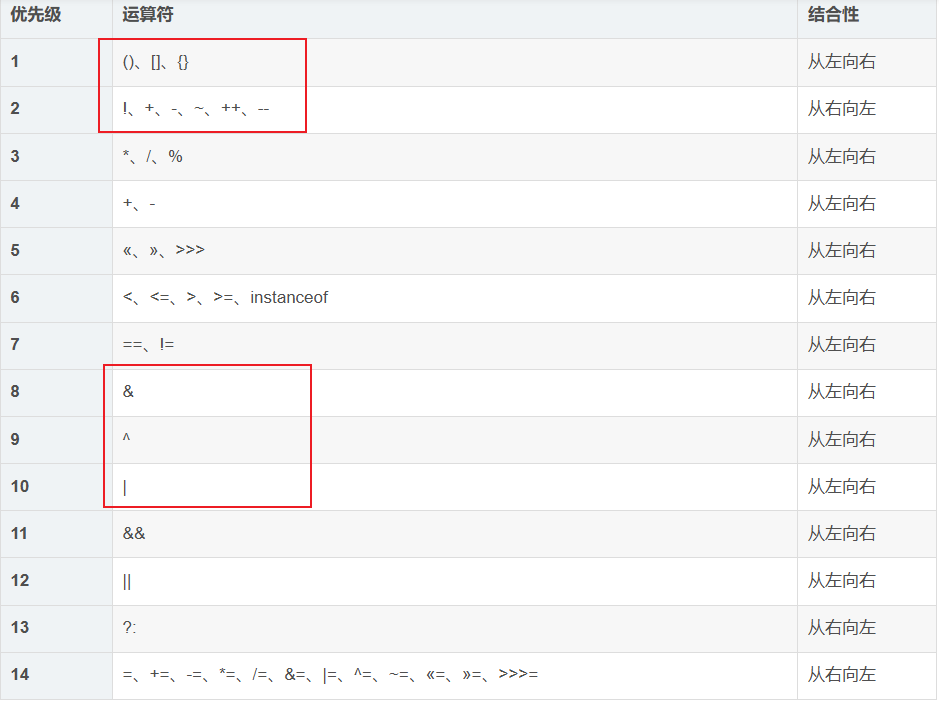 优先级 运算符 结合性
1 ()、[]、{} 从左向右
2 !、+、-、~、++、-- 从右向左
3 *、/、% 从左向右
4 +、- 从左向右
5 «、»、>>> 从左向右
6 <、<=、>、>=、instanceof 从左向右
7 ==、!= 从左向右
8 & 从左向右
9 ^ 从左向右
10 | 从左向右
11 && 从左向右
12 || 从左向右
13 ?: 从右向左
14 =、+=、-=、*=、/=、&=、|=、^=、~=、«=、»=、>>>= 从右向左